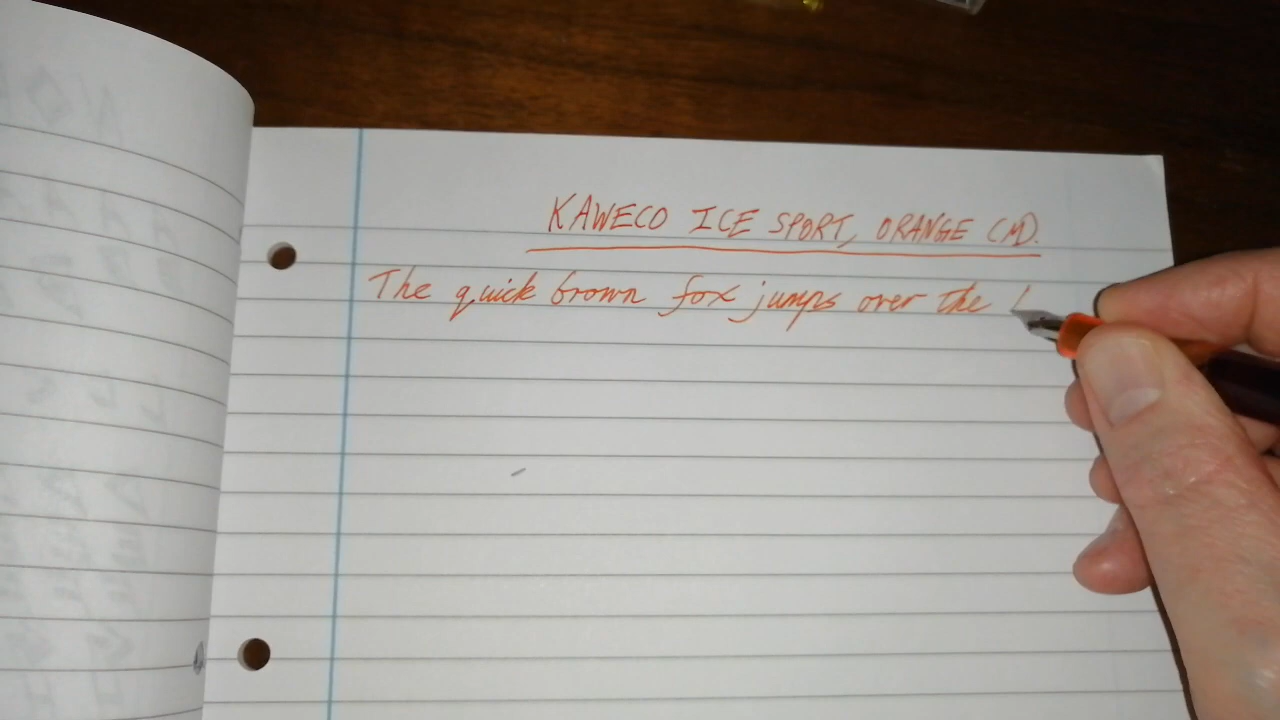 KAWECO ICE SPORT, ORANGE (M).
The quick brown fox jumps over the l